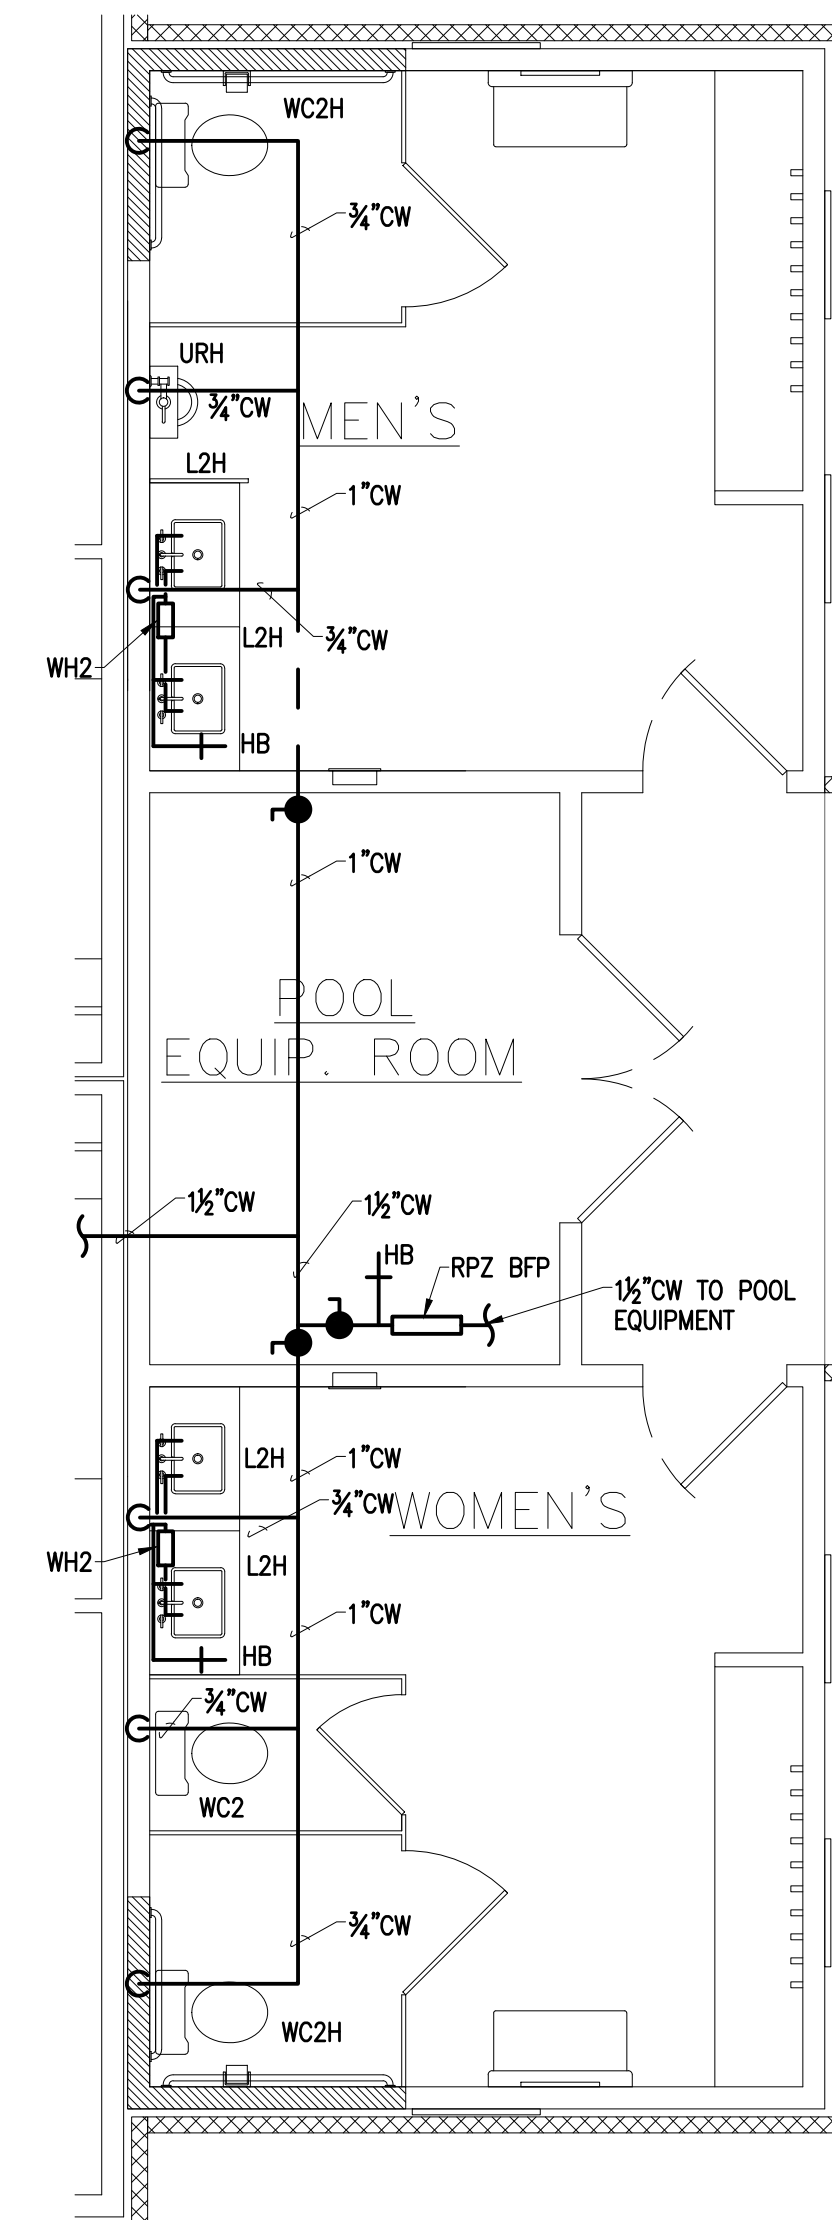 WC2H
¾"CW
URH
¾"CW
MEN'S
L2H
1"CW
L2H
¾"CW
WH2
HB
1"CW
POOL
EQUIP. ROOM
1½"CW
1½"CW
HB
RPZ BFP
1½"CW TO POOL
EQUIPMENT
L2H
1"CW
¾"CW
WOMEN'S
WH2
L2H
1"CW
HB
¾"CW
WC2
¾"CW
WC2H